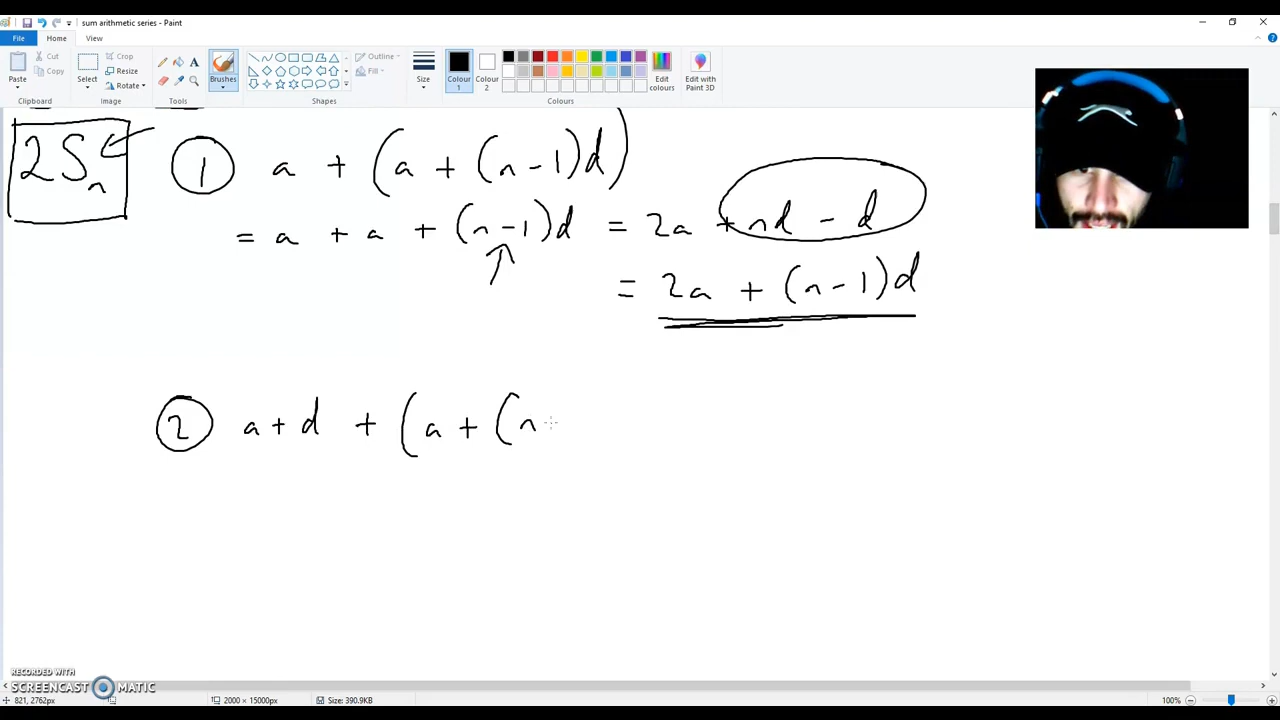 sum arithmetic series - Paint
File Home View
Paste
Cut
Copy
Clipboard
Select
Crop
Resize
Rotate
Image
Tools
Brushes
Shapes
Outline
Fill
Size
Colour 1
Colour 2
Edit colours
Edit with Paint 3D
Colours
2Sn
① a + (a + (n - 1)d)
= a + a + (n - 1)d = 2a + nd - d
= 2a + (n - 1)d
② a + d + (a + (n
RECORDED WITH
SCREENCAST MATIC
821, 2762px
2000 × 15000px
Size: 390.9KB
100%